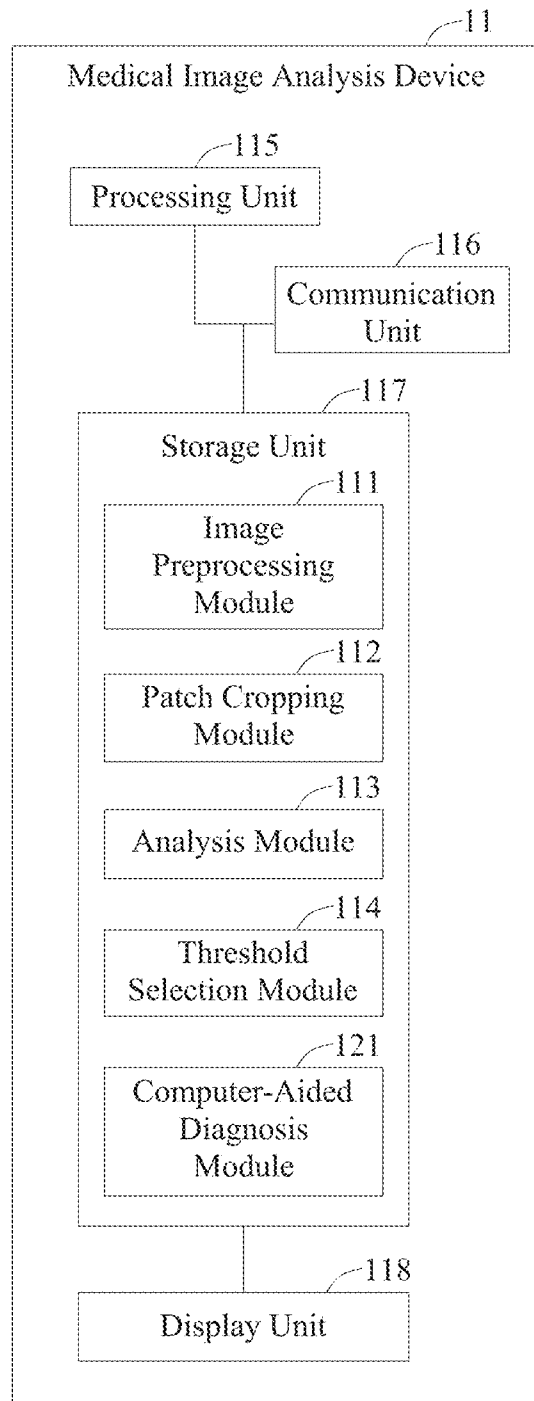 11
Medical Image Analysis Device
115
Processing Unit
116
Communication
Unit
117
Storage Unit
111
Image
Preprocessing
Module
112
Patch Cropping
Module
113
Analysis Module
114
Threshold
Selection Module
121
Computer-Aided
Diagnosis
Module
118
Display Unit